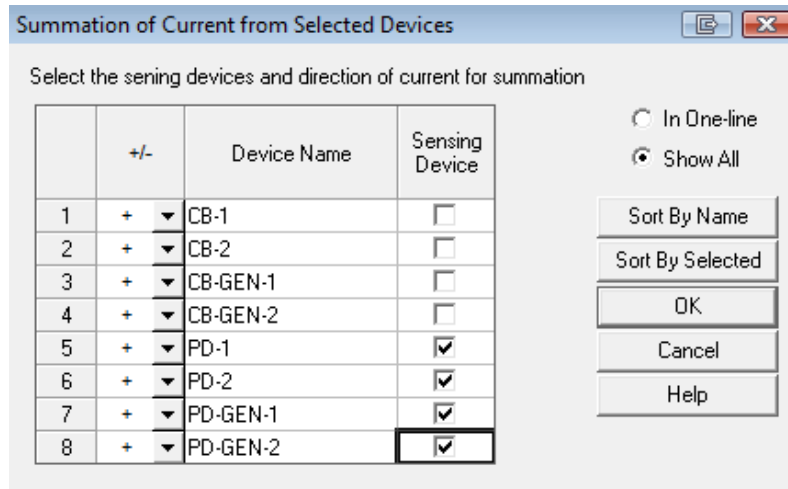 Summation of Current from Selected Devices
Select the sening devices and direction of current for summation
+/- Device Name Sensing Device
1 + CB-1
2 + CB-2
3 + CB-GEN-1
4 + CB-GEN-2
5 + PD-1
6 + PD-2
7 + PD-GEN-1
8 + PD-GEN-2
In One-line
Show All
Sort By Name
Sort By Selected
OK
Cancel
Help